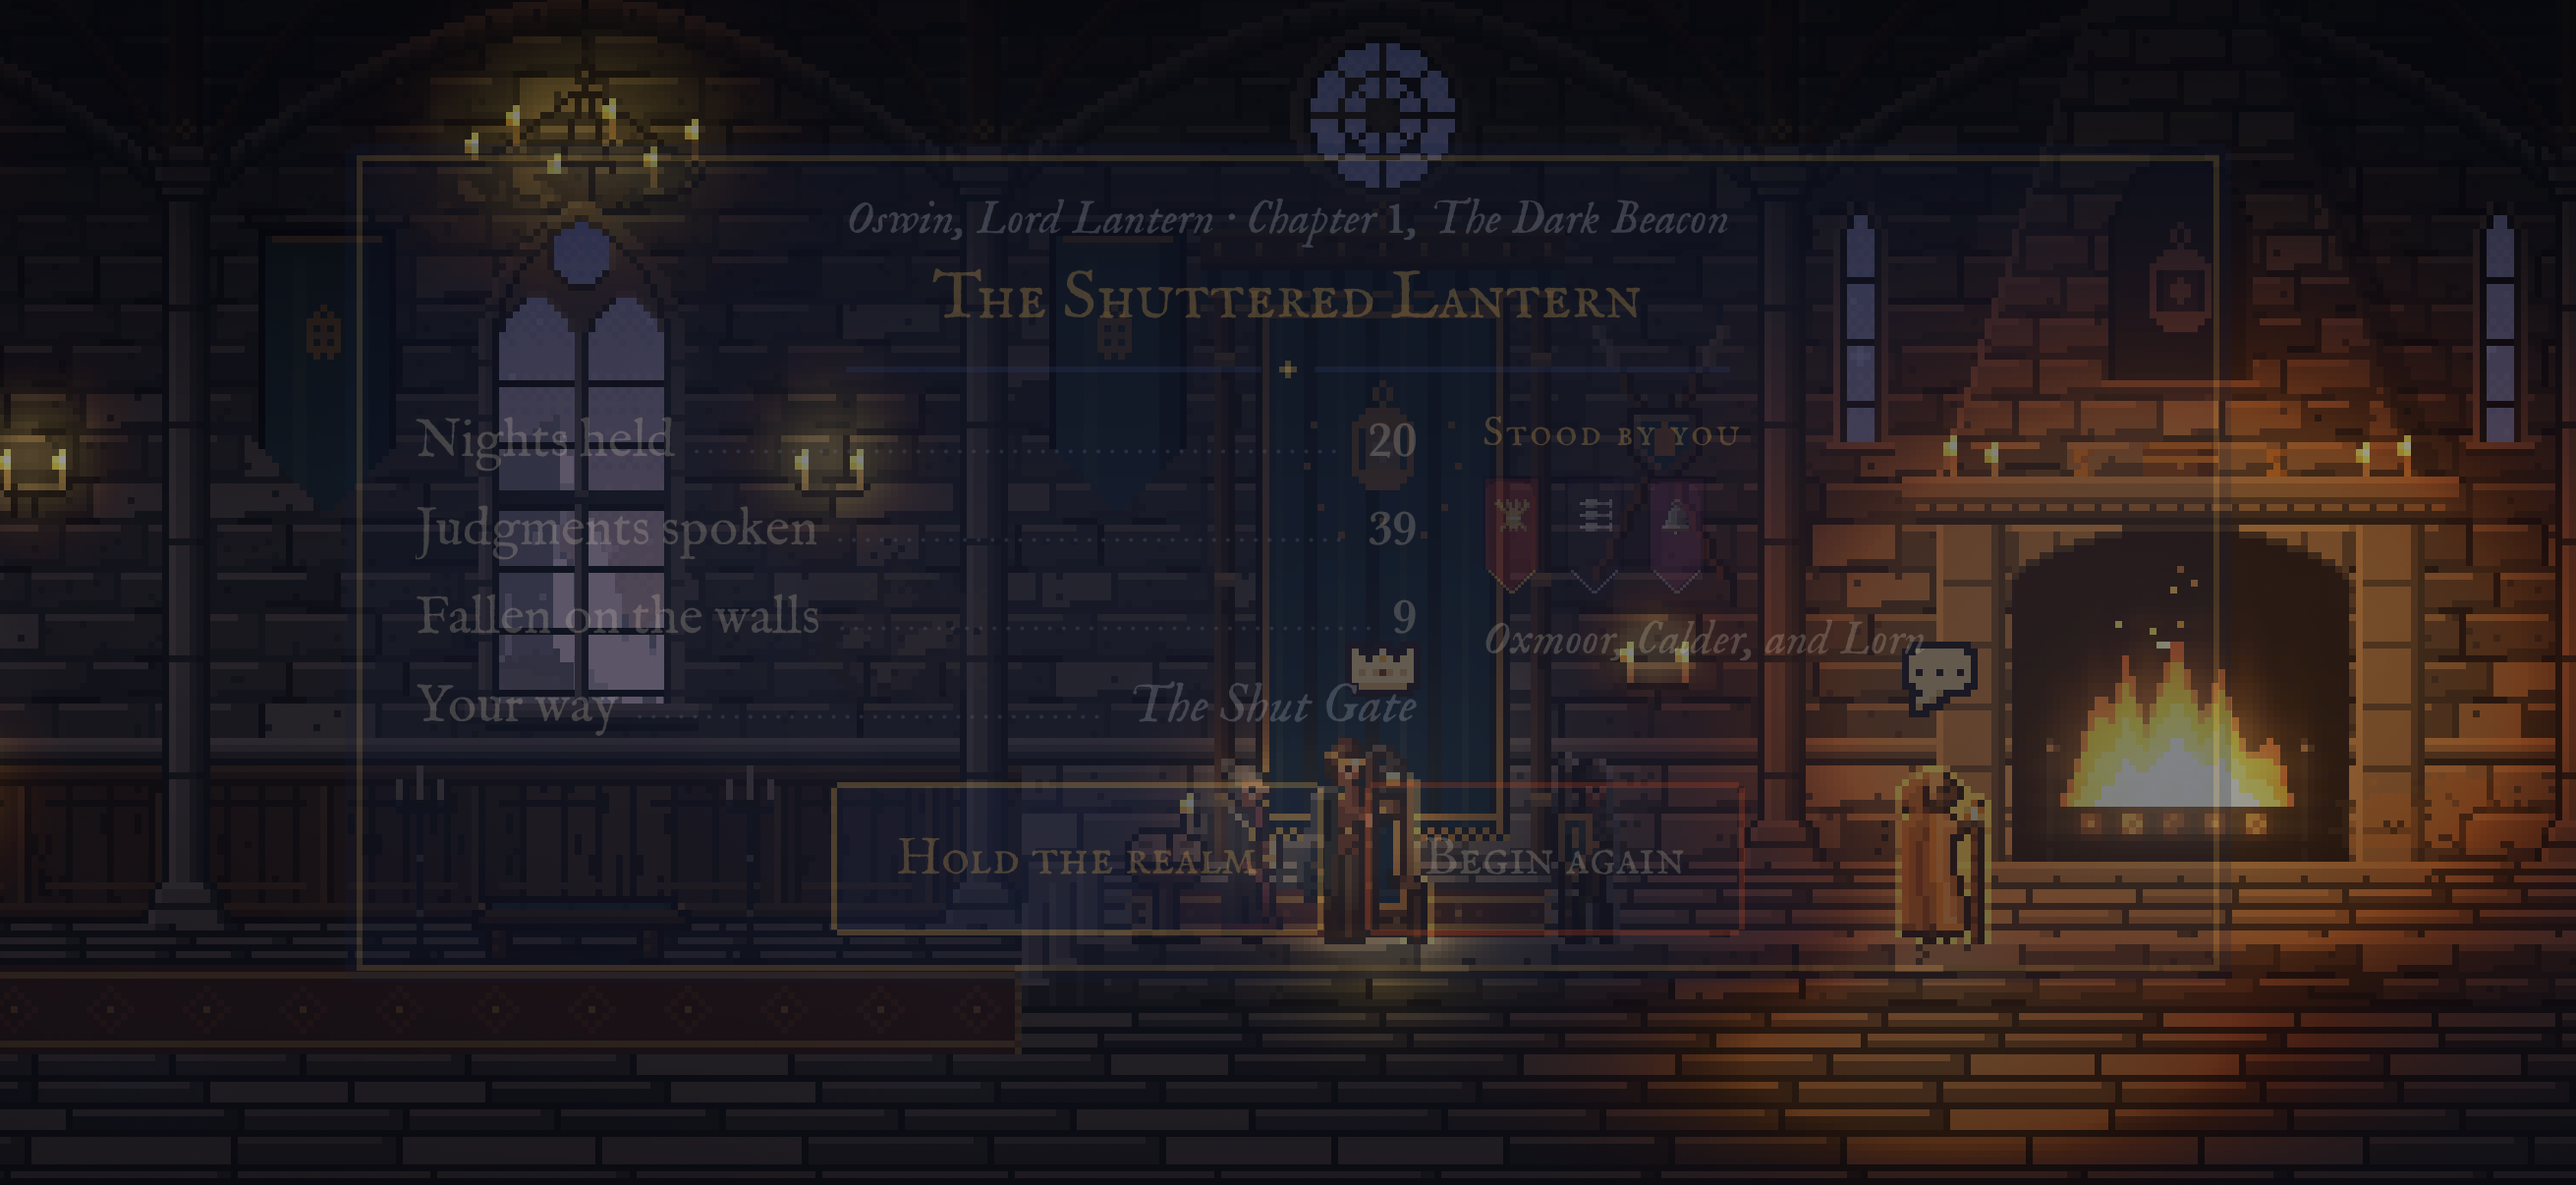 Oswin, Lord Lantern · Chapter 1, The Dark Beacon
The Shuttered Lantern
Nights held 20
Judgments spoken 39
Fallen on the walls 9
Your way The Shut Gate
Stood by you
Oxmoor, Calder, and Lorn
Hold the realm
Begin again